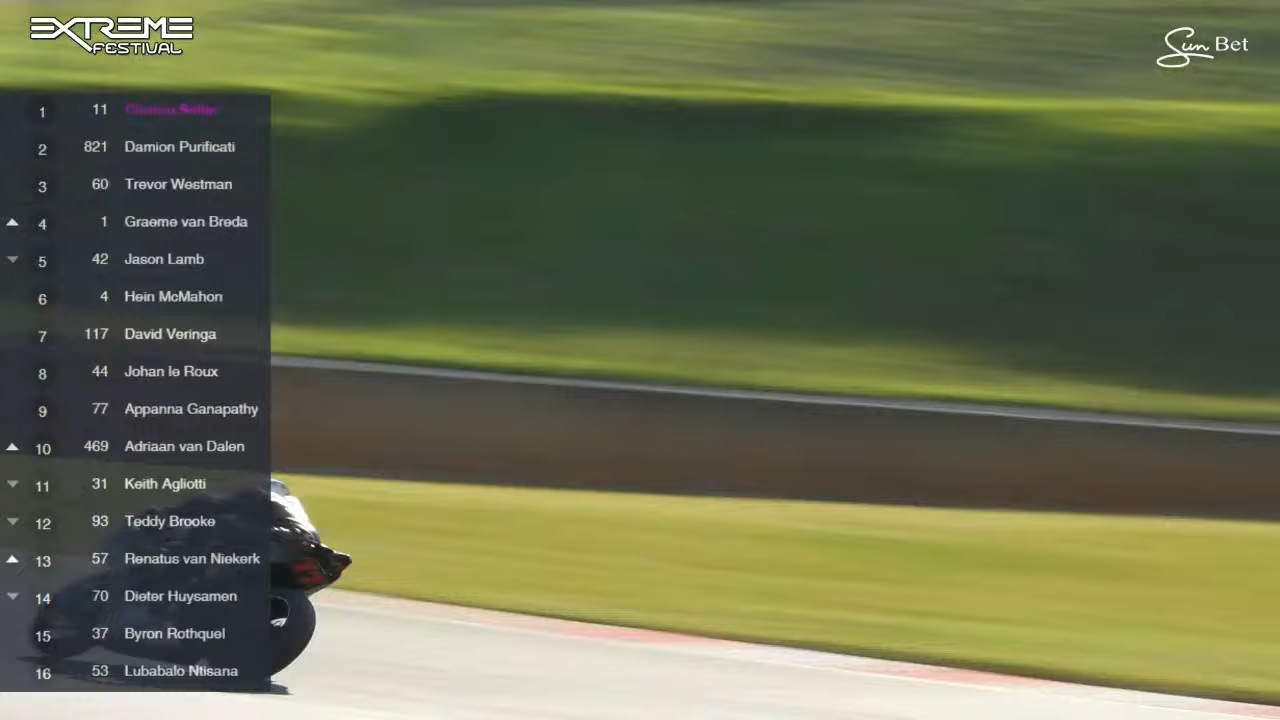 EXTREME
FESTIVAL
Sun Bet
1 11
2 821 Damion Purificati
3 60 Trevor Westman
4 1 Graeme van Breda
5 42 Jason Lamb
6 4 Hein McMahon
7 117 David Veringa
8 44 Johan le Roux
9 77 Appanna Ganapathy
10 469 Adriaan van Dalen
11 31 Keith Agliotti
12 93 Teddy Brooke
13 57 Renatus van Niekerk
14 70 Dieter Huysamen
15 37 Byron Rothquel
16 53 Lubabalo Ntisana